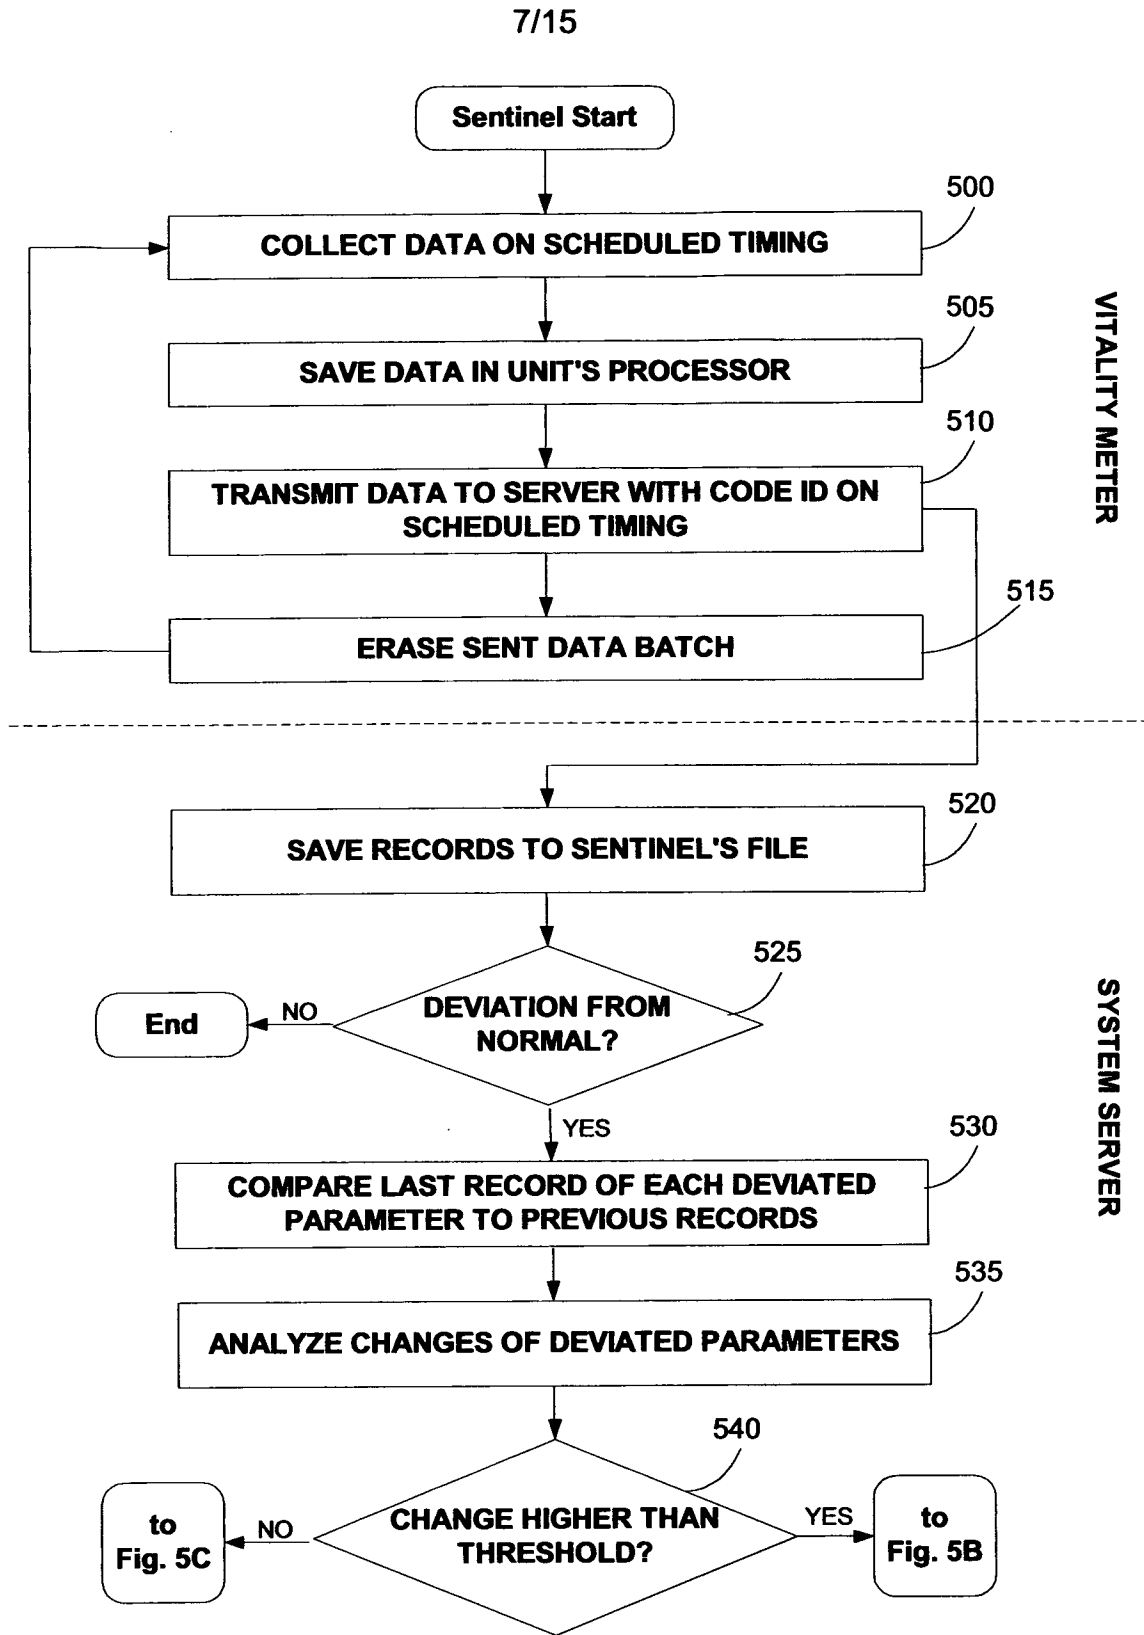 7/15
Sentinel Start
500
COLLECT DATA ON SCHEDULED TIMING
505
SAVE DATA IN UNIT'S PROCESSOR
510
TRANSMIT DATA TO SERVER WITH CODE ID ON
SCHEDULED TIMING
515
ERASE SENT DATA BATCH
VITALITY METER
520
SAVE RECORDS TO SENTINEL'S FILE
525
DEVIATION FROM
NORMAL?
NO
End
YES
530
COMPARE LAST RECORD OF EACH DEVIATED
PARAMETER TO PREVIOUS RECORDS
535
ANALYZE CHANGES OF DEVIATED PARAMETERS
540
CHANGE HIGHER THAN
THRESHOLD?
NO
to
Fig. 5C
YES
to
Fig. 5B
SYSTEM SERVER